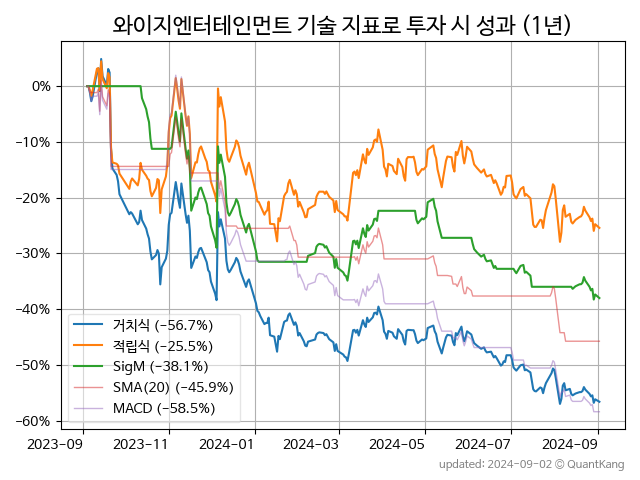 와이지엔터테인먼트 기술 지표로 투자 시 성과 (1년)
0%
−10%
−20%
−30%
−40%
−50%
−60%
거치식 (−56.7%)
적립식 (−25.5%)
SigM (−38.1%)
SMA(20) (−45.9%)
MACD (−58.5%)
2023-09 2023-11 2024-01 2024-03 2024-05 2024-07 2024-09
updated: 2024-09-02 © QuantKang